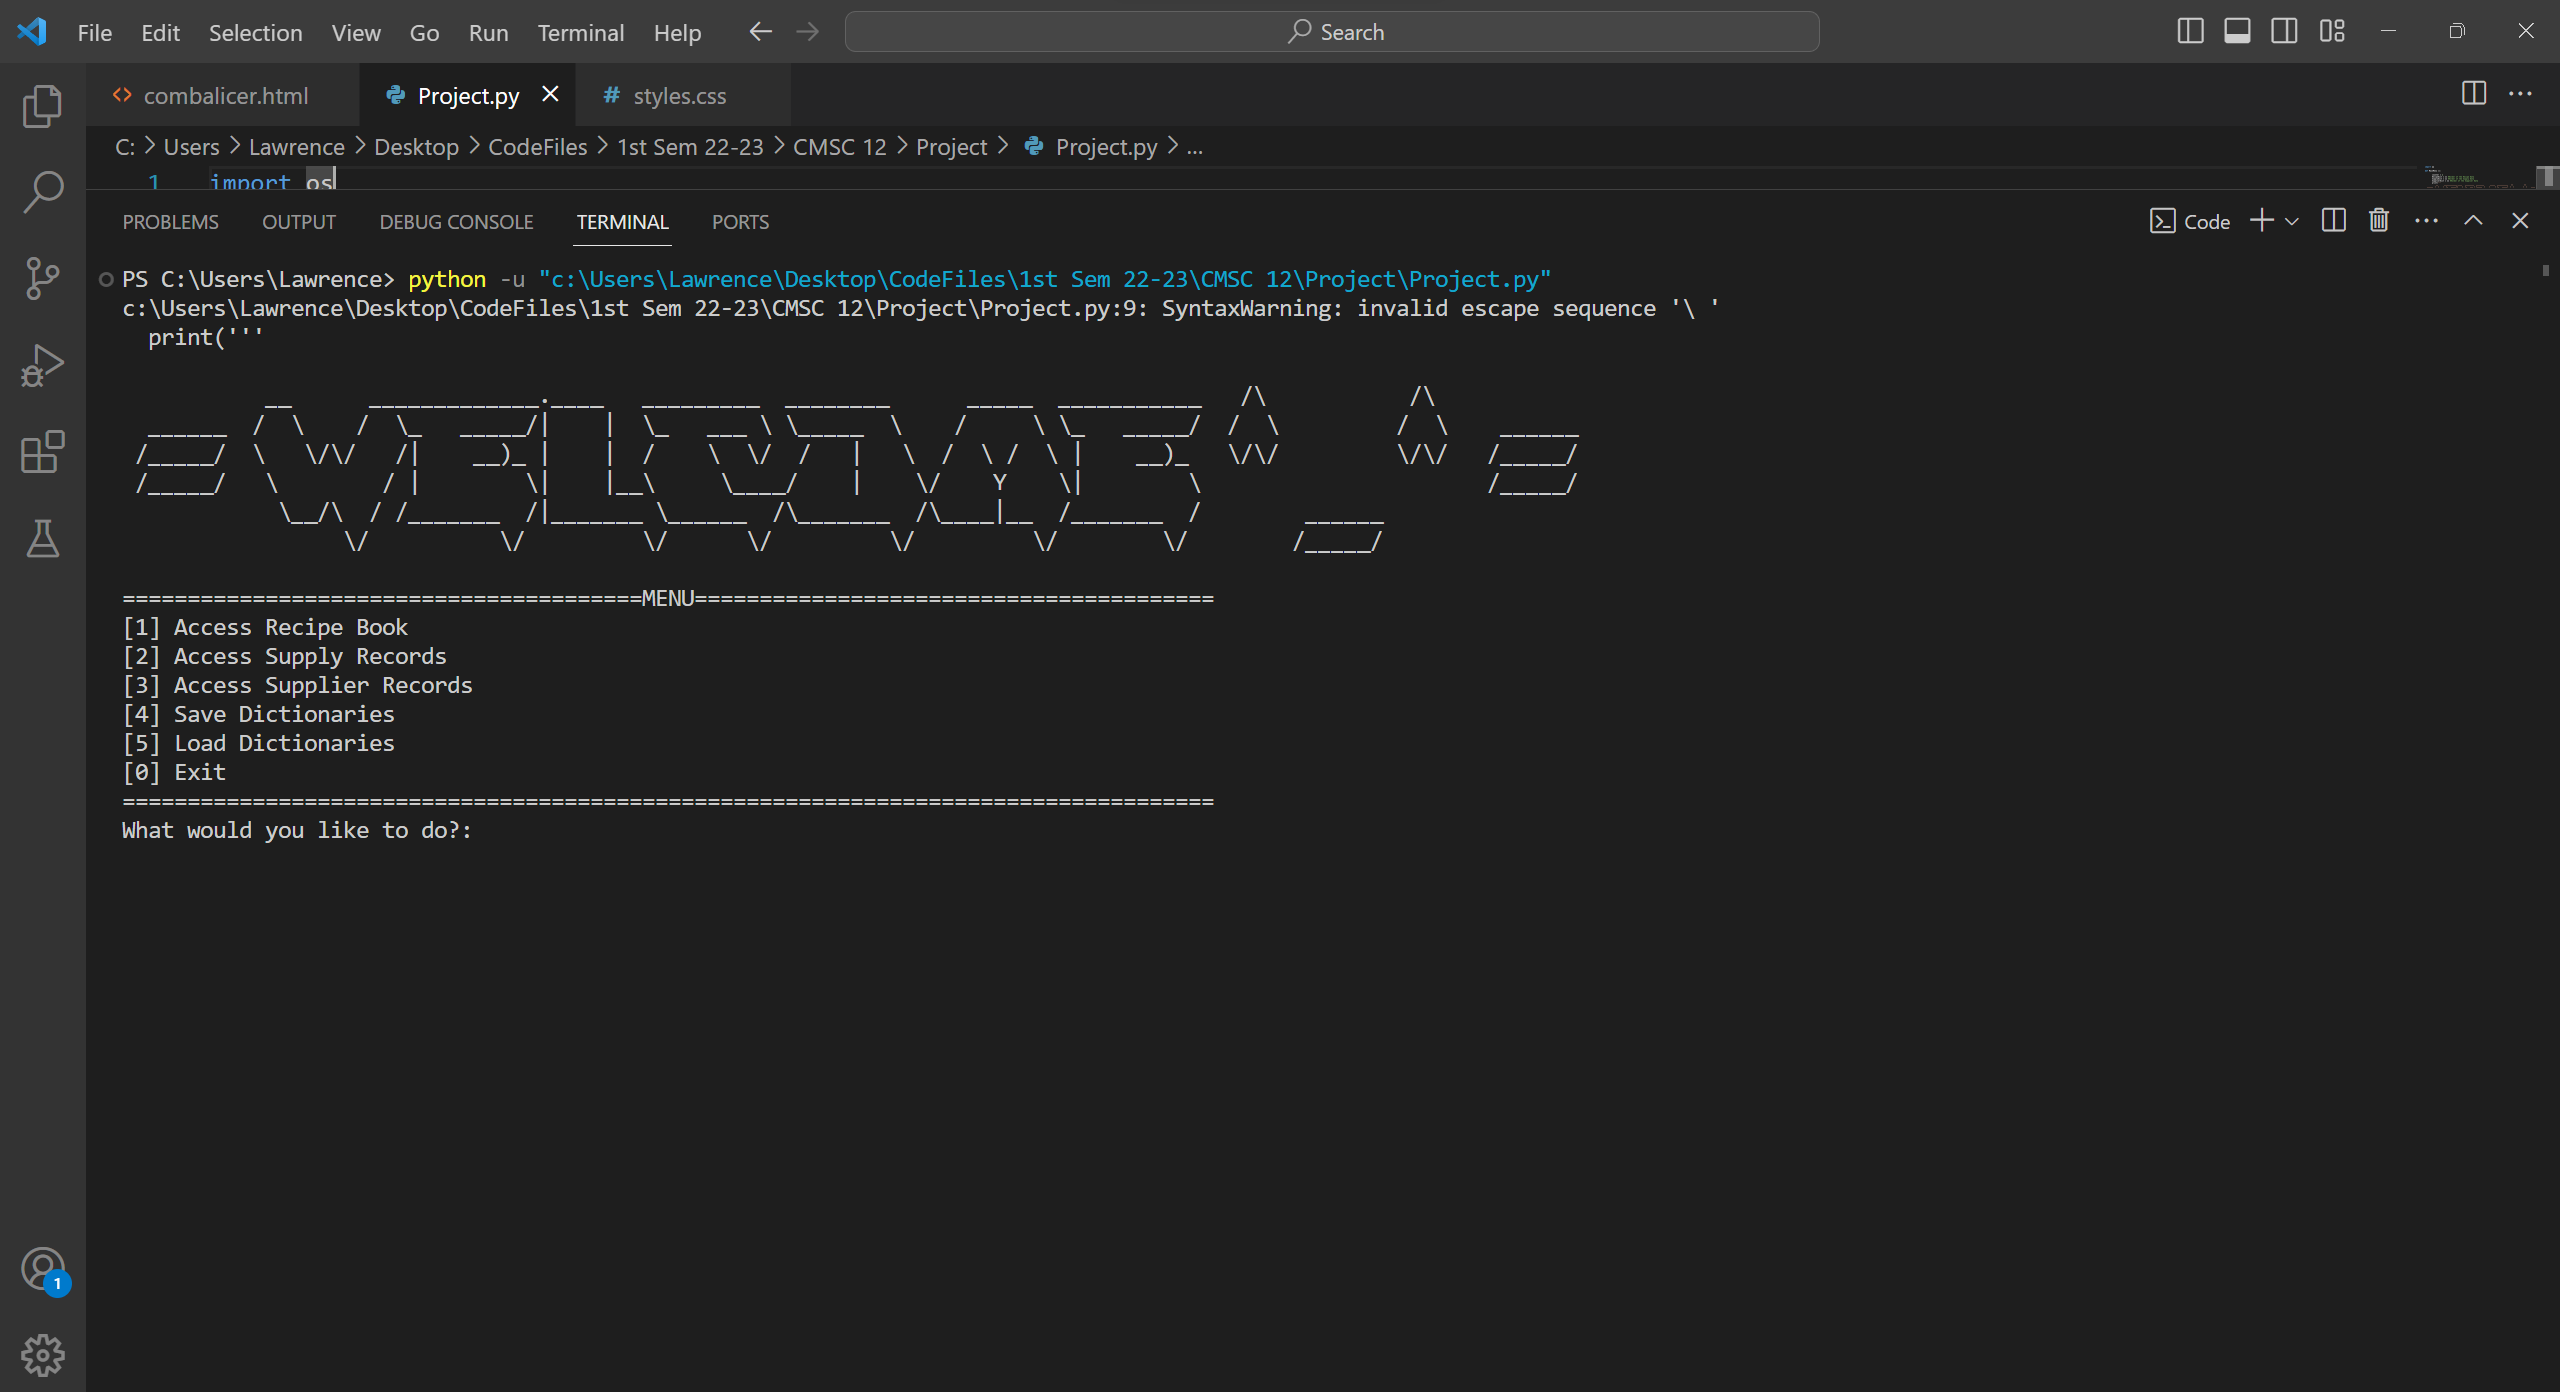 File Edit Selection View Go Run Terminal Help Search
combalicer.html Project.py styles.css
C: > Users > Lawrence > Desktop > CodeFiles > 1st Sem 22-23 > CMSC 12 > Project > Project.py > ...
1 import os
PROBLEMS OUTPUT DEBUG CONSOLE TERMINAL PORTS Code
PS C:\Users\Lawrence> python -u "c:\Users\Lawrence\Desktop\CodeFiles\1st Sem 22-23\CMSC 12\Project\Project.py"
c:\Users\Lawrence\Desktop\CodeFiles\1st Sem 22-23\CMSC 12\Project\Project.py:9: SyntaxWarning: invalid escape sequence '\ '
print('''
WELCOME
========================================MENU========================================
[1] Access Recipe Book
[2] Access Supply Records
[3] Access Supplier Records
[4] Save Dictionaries
[5] Load Dictionaries
[0] Exit
====================================================================================
What would you like to do?:
1